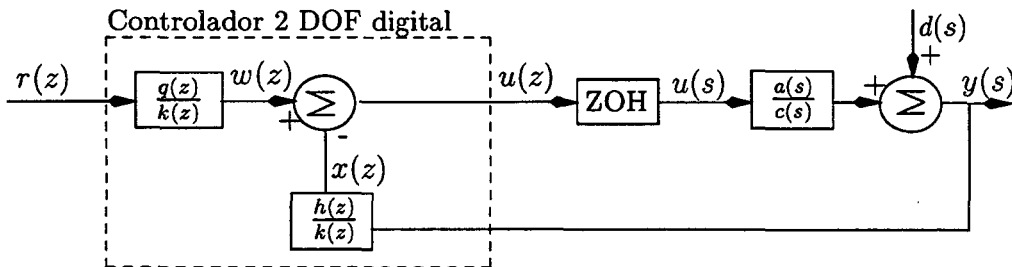 Controlador 2 DOF digital
d(s)
+
r(z)
q(z)
k(z)
w(z)
+
Σ
-
u(z)
ZOH
u(s)
a(s)
c(s)
+
Σ
y(s)
x(z)
h(z)
k(z)